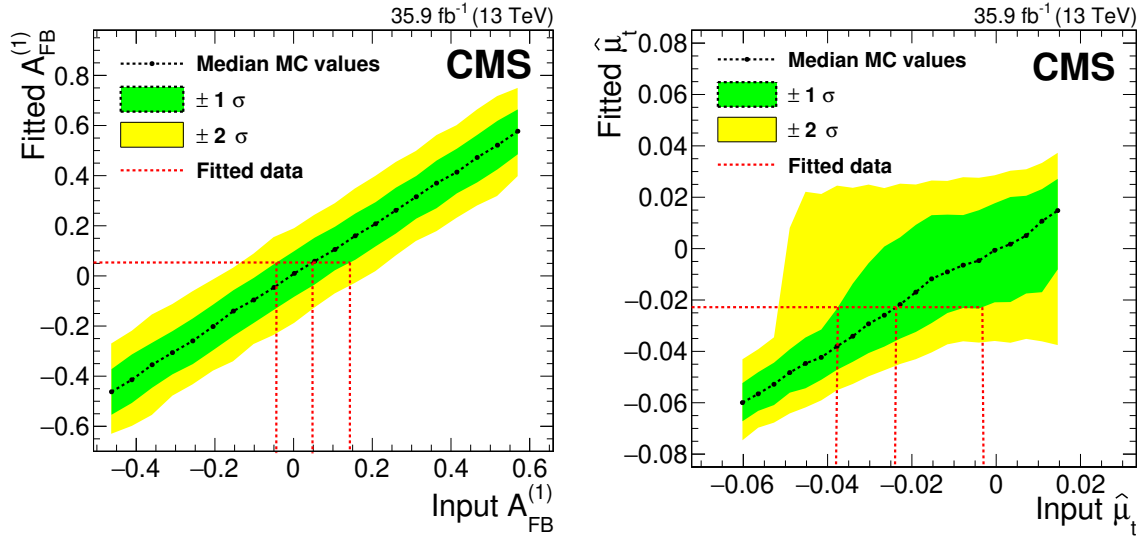 35.9 fb⁻¹ (13 TeV)
Fitted A_FB^(1)
CMS
Median MC values
± 1 σ
± 2 σ
Fitted data
0.8
0.6
0.4
0.2
0
−0.2
−0.4
−0.6
−0.4 −0.2 0 0.2 0.4 0.6
Input A_FB^(1)
35.9 fb⁻¹ (13 TeV)
Fitted μ̂_t
CMS
Median MC values
± 1 σ
± 2 σ
Fitted data
0.08
0.06
0.04
0.02
0
−0.02
−0.04
−0.06
−0.08
−0.06 −0.04 −0.02 0 0.02
Input μ̂_t